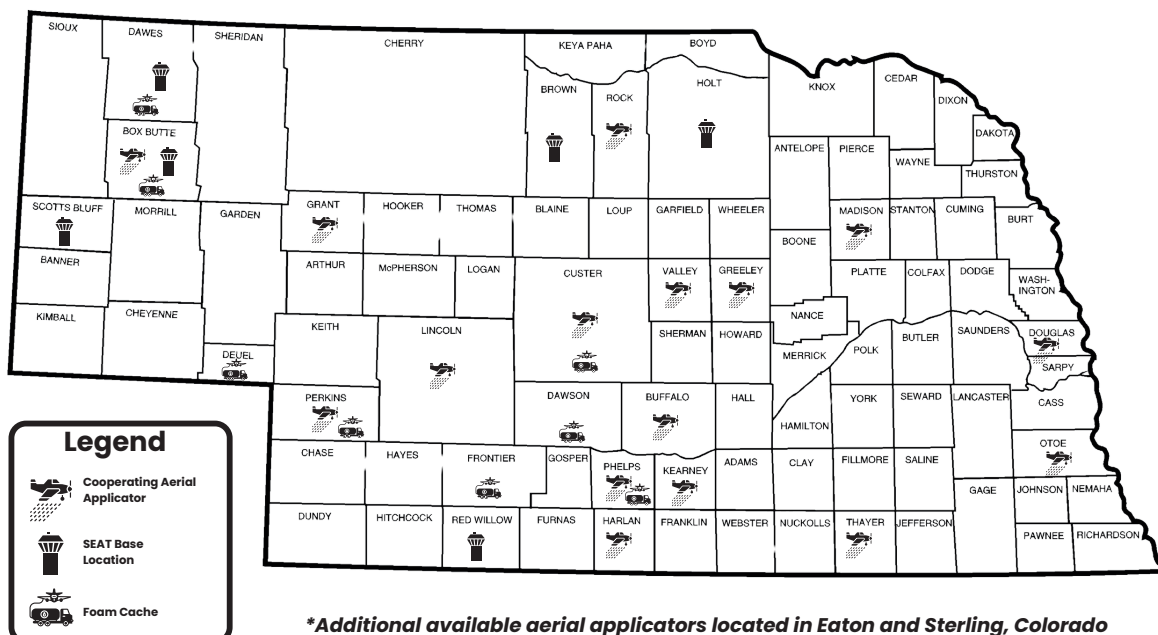 SIOUX
DAWES
SHERIDAN
CHERRY
KEYA PAHA
BOYD
BROWN
ROCK
HOLT
KNOX
CEDAR
DIXON
DAKOTA
BOX BUTTE
ANTELOPE
PIERCE
WAYNE
THURSTON
SCOTTS BLUFF
MORRILL
GARDEN
GRANT
HOOKER
THOMAS
BLAINE
LOUP
GARFIELD
WHEELER
MADISON
STANTON
CUMING
BURT
BOONE
BANNER
ARTHUR
McPHERSON
LOGAN
CUSTER
VALLEY
GREELEY
PLATTE
COLFAX
DODGE
WASH-
INGTON
KIMBALL
CHEYENNE
KEITH
LINCOLN
SHERMAN
HOWARD
NANCE
MERRICK
POLK
BUTLER
SAUNDERS
DOUGLAS
SARPY
DEUEL
PERKINS
DAWSON
BUFFALO
HALL
HAMILTON
YORK
SEWARD
LANCASTER
CASS
OTOE
CHASE
HAYES
FRONTIER
GOSPER
PHELPS
KEARNEY
ADAMS
CLAY
FILLMORE
SALINE
GAGE
JOHNSON
NEMAHA
DUNDY
HITCHCOCK
RED WILLOW
FURNAS
HARLAN
FRANKLIN
WEBSTER
NUCKOLLS
THAYER
JEFFERSON
PAWNEE
RICHARDSON
Legend
Cooperating Aerial
Applicator
SEAT Base
Location
Foam Cache
*Additional available aerial applicators located in Eaton and Sterling, Colorado